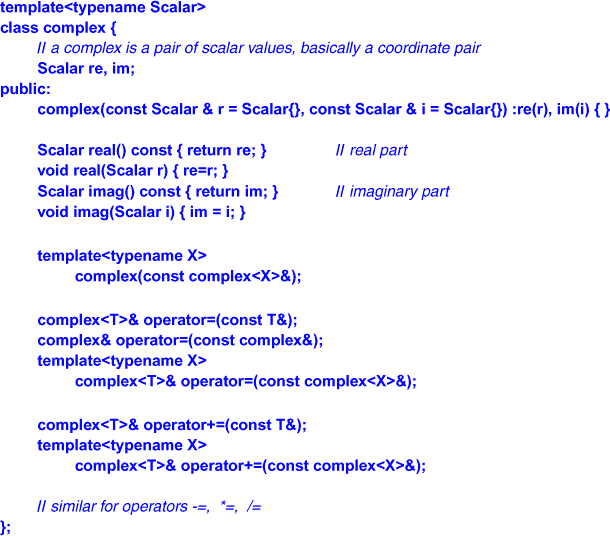 template<typename Scalar>
class complex {
// a complex is a pair of scalar values, basically a coordinate pair
Scalar re, im;
public:
complex(const Scalar & r = Scalar{}, const Scalar & i = Scalar{}) :re(r), im(i) { }
Scalar real() const { return re; } // real part
void real(Scalar r) { re=r; }
Scalar imag() const { return im; } // imaginary part
void imag(Scalar i) { im = i; }
template<typename X>
complex(const complex<X>&);
complex<T>& operator=(const T&);
complex& operator=(const complex&);
template<typename X>
complex<T>& operator=(const complex<X>&);
complex<T>& operator+=(const T&);
template<typename X>
complex<T>& operator+=(const complex<X>&);
// similar for operators -=, *=, /=
};